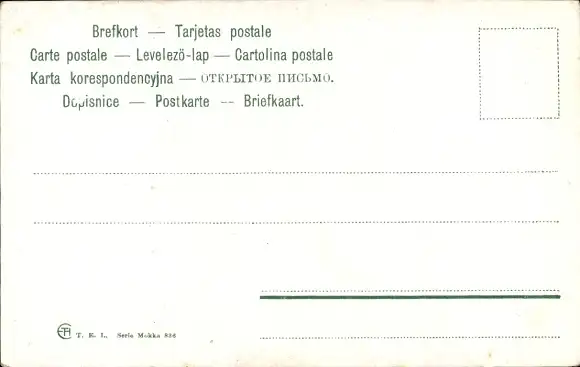 Brefkort — Tarjetas postale
Carte postale — Levelező-lap — Cartolina postale
Karta korespondencyjna — ОТКРЫТОЕ ПИСЬМО.
Dopisnice — Postkarte — Briefkaart.
T. E. L. Serie Mokka 836